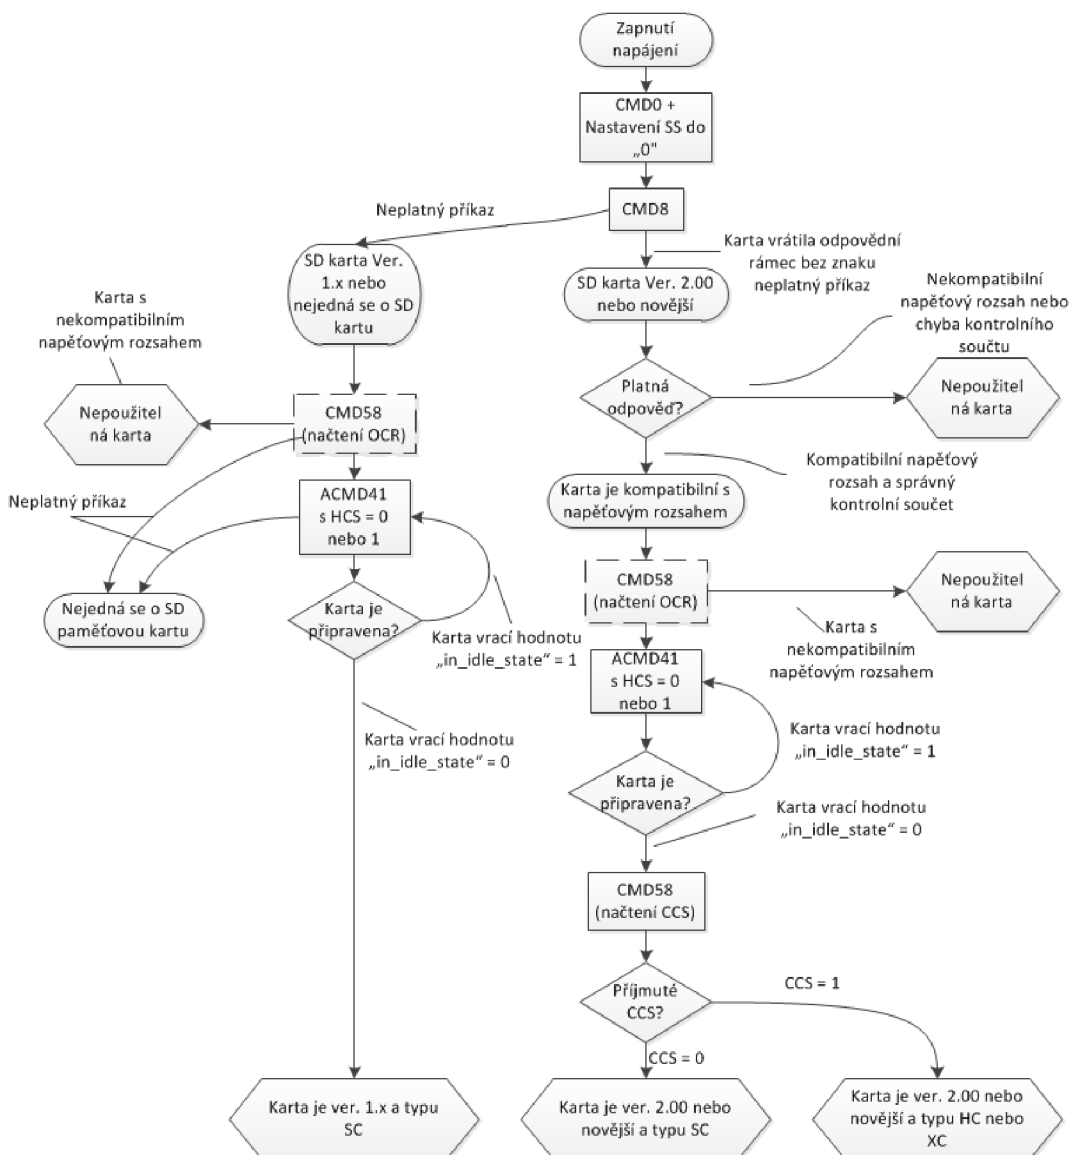 Zapnutí
napájení
CMD0 +
Nastavení SS do
„0"
CMD8
Neplatný příkaz
Karta vrátila odpovědní
rámec bez znaku
neplatný příkaz
SD karta Ver.
1.x nebo
nejedná se o SD
kartu
SD karta Ver. 2.00
nebo novější
Nekompatibilní
napěťový rozsah nebo
chyba kontrolního
součtu
Karta s
nekompatibilním
napěťovým rozsahem
Platná
odpověď?
Nepoužitel
ná karta
Nepoužitel
ná karta
CMD58
(načtení OCR)
Kompatibilní napěťový
rozsah a správný
kontrolní součet
Neplatný příkaz
ACMD41
s HCS = 0
nebo 1
Karta je kompatibilní s
napěťovým rozsahem
CMD58
(načtení OCR)
Nepoužitel
ná karta
Nejedná se o SD
paměťovou kartu
Karta je
připravena?
Karta vrací hodnotu
„in_idle_state“ = 1
Karta s
nekompatibilním
napěťovým rozsahem
ACMD41
s HCS = 0
nebo 1
Karta vrací hodnotu
„in_idle_state“ = 0
Karta vrací hodnotu
„in_idle_state“ = 1
Karta je
připravena?
Karta vrací hodnotu
„in_idle_state“ = 0
CMD58
(načtení CCS)
Příjmuté
CCS?
CCS = 1
CCS = 0
Karta je ver. 1.x a typu
SC
Karta je ver. 2.00 nebo
novější a typu SC
Karta je ver. 2.00 nebo
novější a typu HC nebo
XC